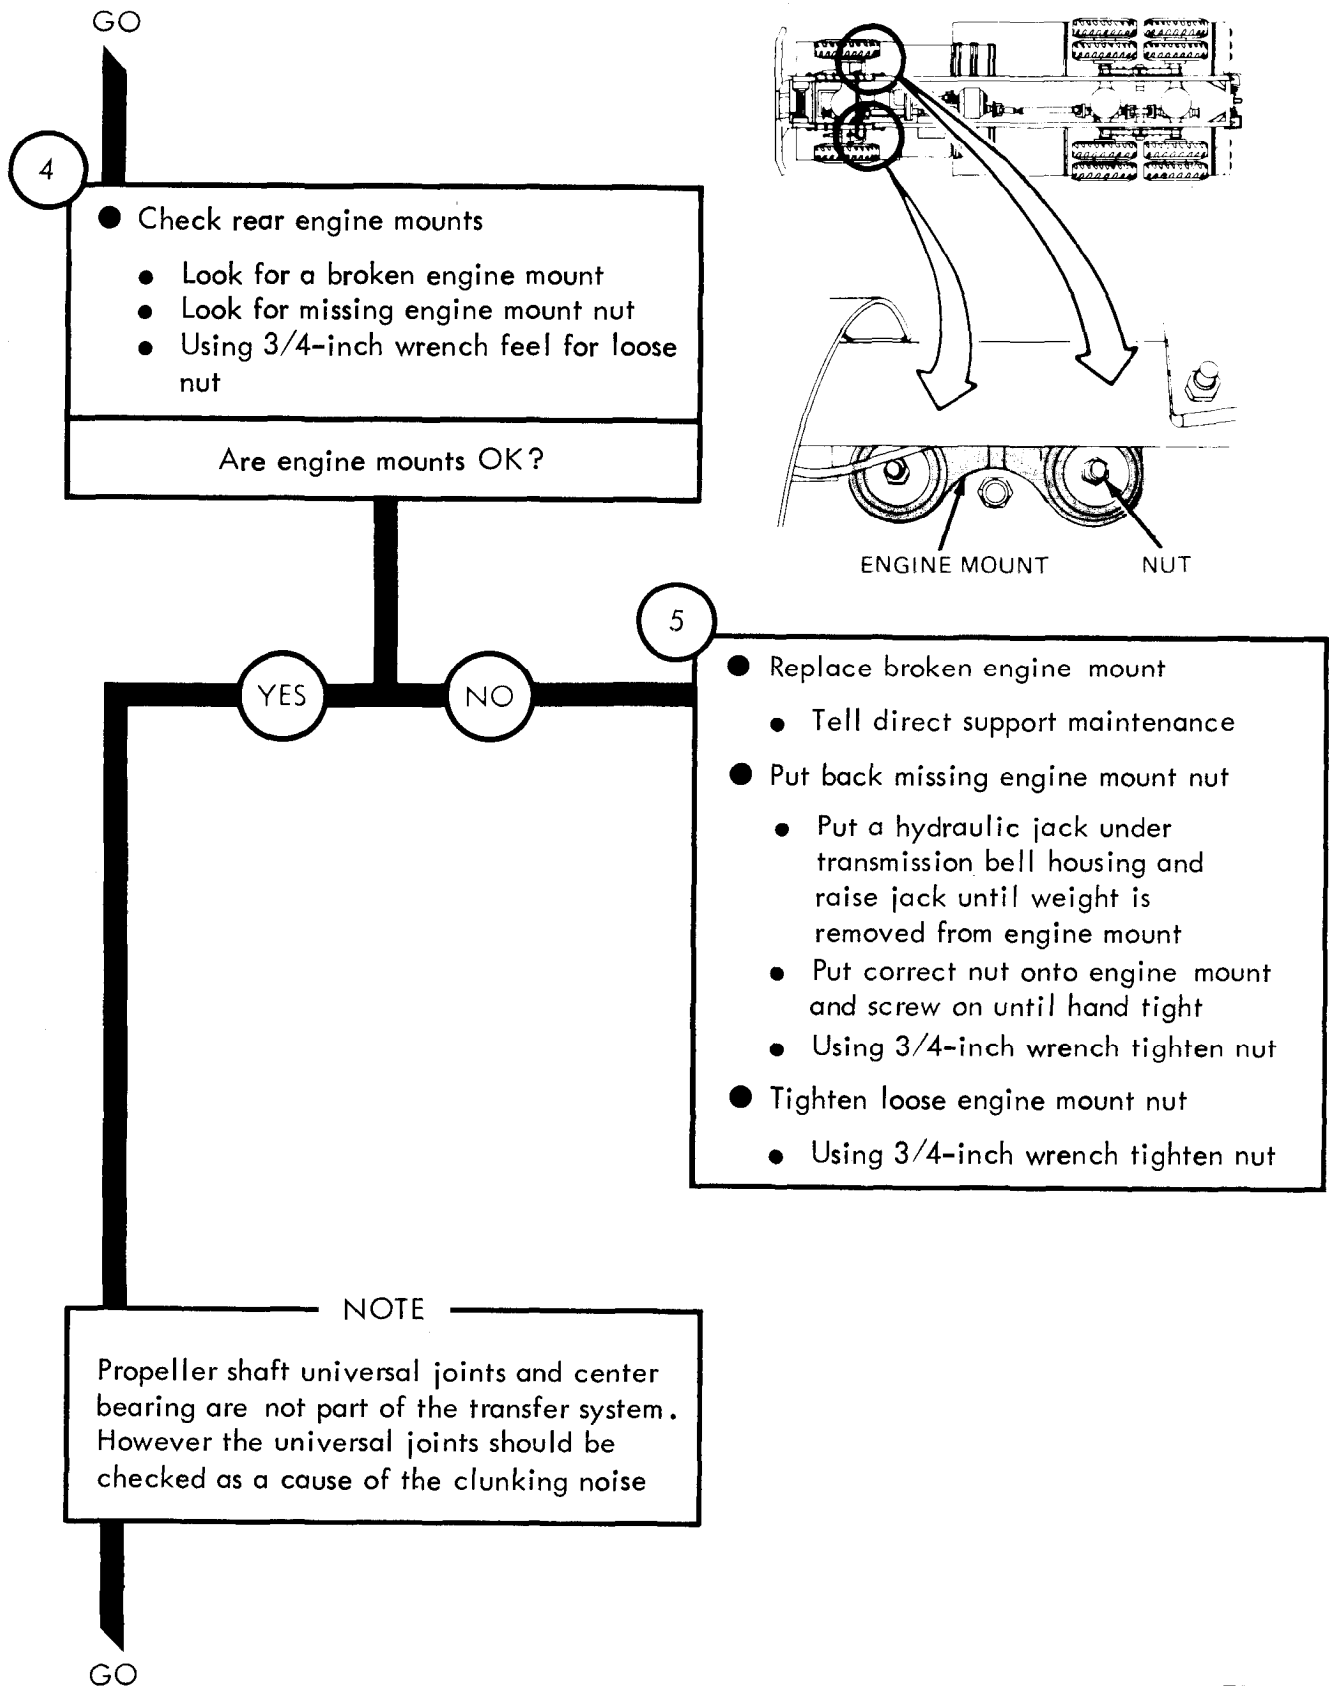 GO
4
● Check rear engine mounts
● Look for a broken engine mount
● Look for missing engine mount nut
● Using 3/4-inch wrench feel for loose
nut
Are engine mounts OK?
ENGINE MOUNT
NUT
YES
NO
5
● Replace broken engine mount
● Tell direct support maintenance
● Put back missing engine mount nut
● Put a hydraulic jack under
transmission bell housing and
raise jack until weight is
removed from engine mount
● Put correct nut onto engine mount
and screw on until hand tight
● Using 3/4-inch wrench tighten nut
● Tighten loose engine mount nut
● Using 3/4-inch wrench tighten nut
NOTE
Propeller shaft universal joints and center
bearing are not part of the transfer system.
However the universal joints should be
checked as a cause of the clunking noise
GO